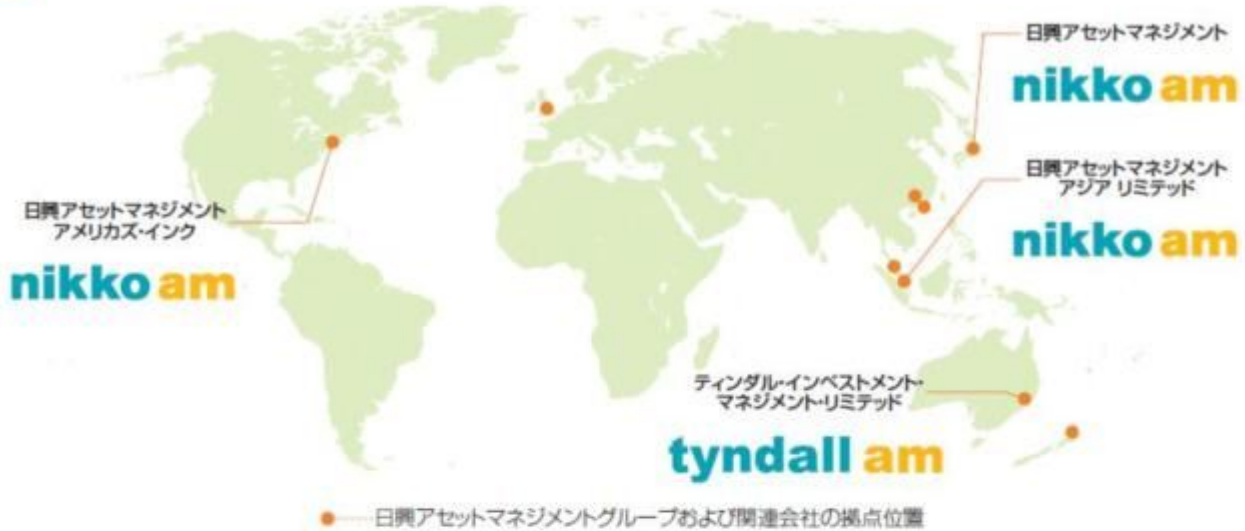 日興アセットマネジメント
nikko am
日興アセットマネジメント
アジア リミテッド
nikko am
日興アセットマネジメント
アメリカズ・インク
nikko am
ティンダル・インベストメント・
マネジメント・リミテッド
tyndall am
日興アセットマネジメントグループおよび関連会社の拠点位置